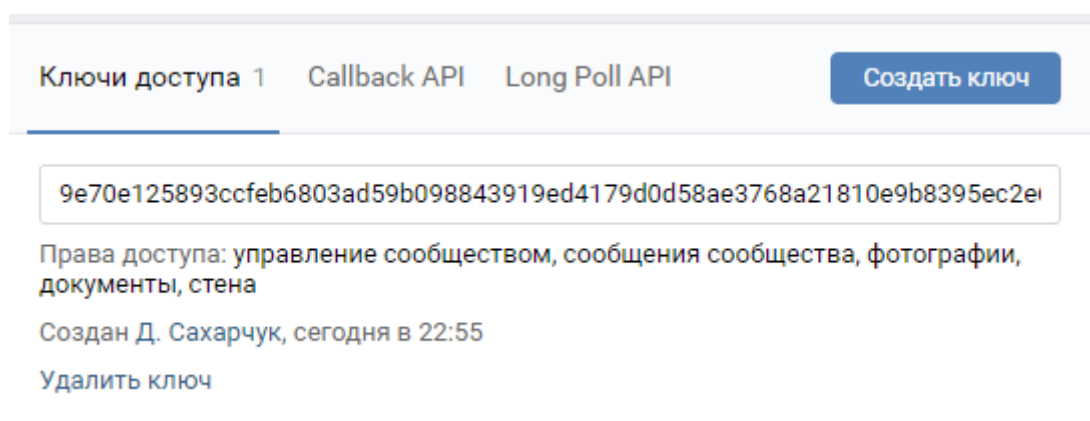 Ключи доступа 1 Callback API Long Poll API Создать ключ
9e70e125893ccfeb6803ad59b098843919ed4179d0d58ae3768a21810e9b8395ec2e
Права доступа: управление сообществом, сообщения сообщества, фотографии,
документы, стена
Создан Д. Сахарчук, сегодня в 22:55
Удалить ключ